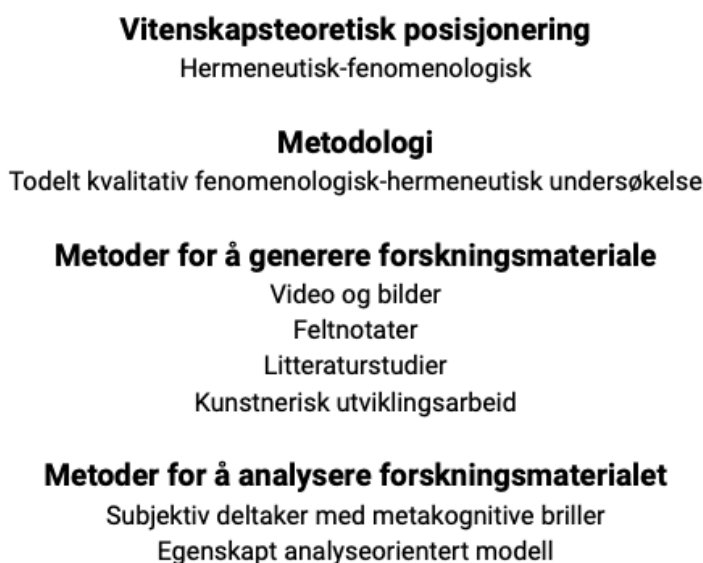 Vitenskapsteoretisk posisjonering
Hermeneutisk-fenomenologisk
Metodologi
Todelt kvalitativ fenomenologisk-hermeneutisk undersøkelse
Metoder for å generere forskningsmateriale
Video og bilder
Feltnotater
Litteraturstudier
Kunstnerisk utviklingsarbeid
Metoder for å analysere forskningsmaterialet
Subjektiv deltaker med metakognitive briller
Egenskapt analyseorientert modell